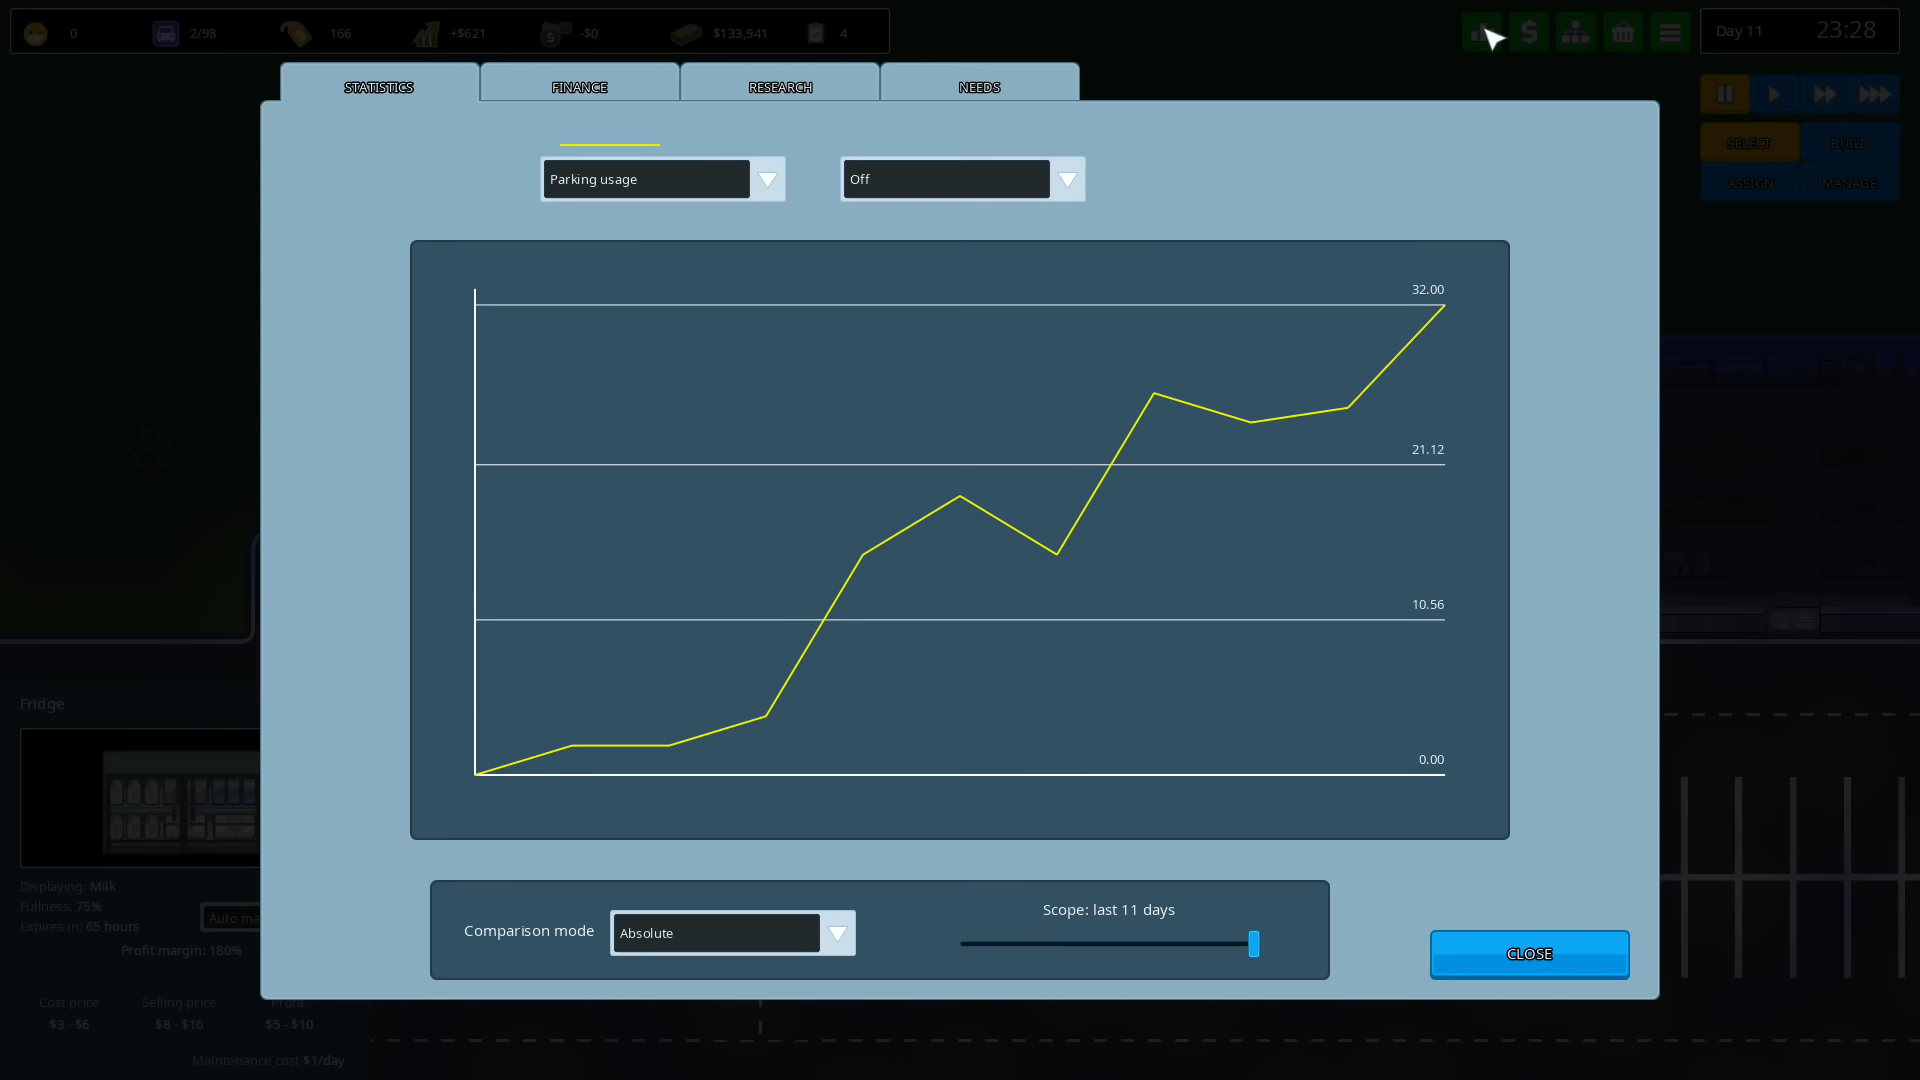 0 2/98 166 +$621 -$0 $133,941 4 Day 11 23:28
STATISTICS FINANCE RESEARCH NEEDS
Parking usage Off
SELECT BUILD
ASSIGN MANAGE
32.00
21.12
10.56
0.00
Fridge
Displaying: Milk
Fullness: 75%
Expires in: 65 hours
Auto ma
Profit margin: 180%
Cost price Selling price Profit
$3 - $6 $8 - $16 $5 - $10
Maintenance cost $1/day
Comparison mode Absolute
Scope: last 11 days
CLOSE